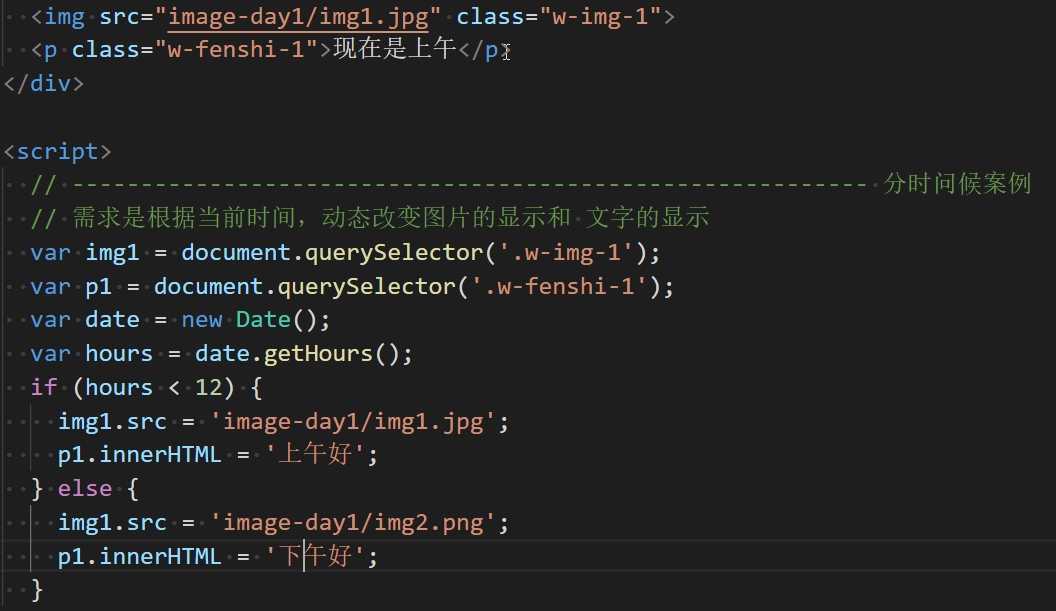 <img src="image-day1/img1.jpg" class="w-img-1">
<p class="w-fenshi-1">现在是上午</p>
</div>
<script>
// ---------------------------------------------------------- 分时问候案例
// 需求是根据当前时间，动态改变图片的显示和 文字的显示
var img1 = document.querySelector('.w-img-1');
var p1 = document.querySelector('.w-fenshi-1');
var date = new Date();
var hours = date.getHours();
if (hours < 12) {
img1.src = 'image-day1/img1.jpg';
p1.innerHTML = '上午好';
} else {
img1.src = 'image-day1/img2.png';
p1.innerHTML = '下午好';
}